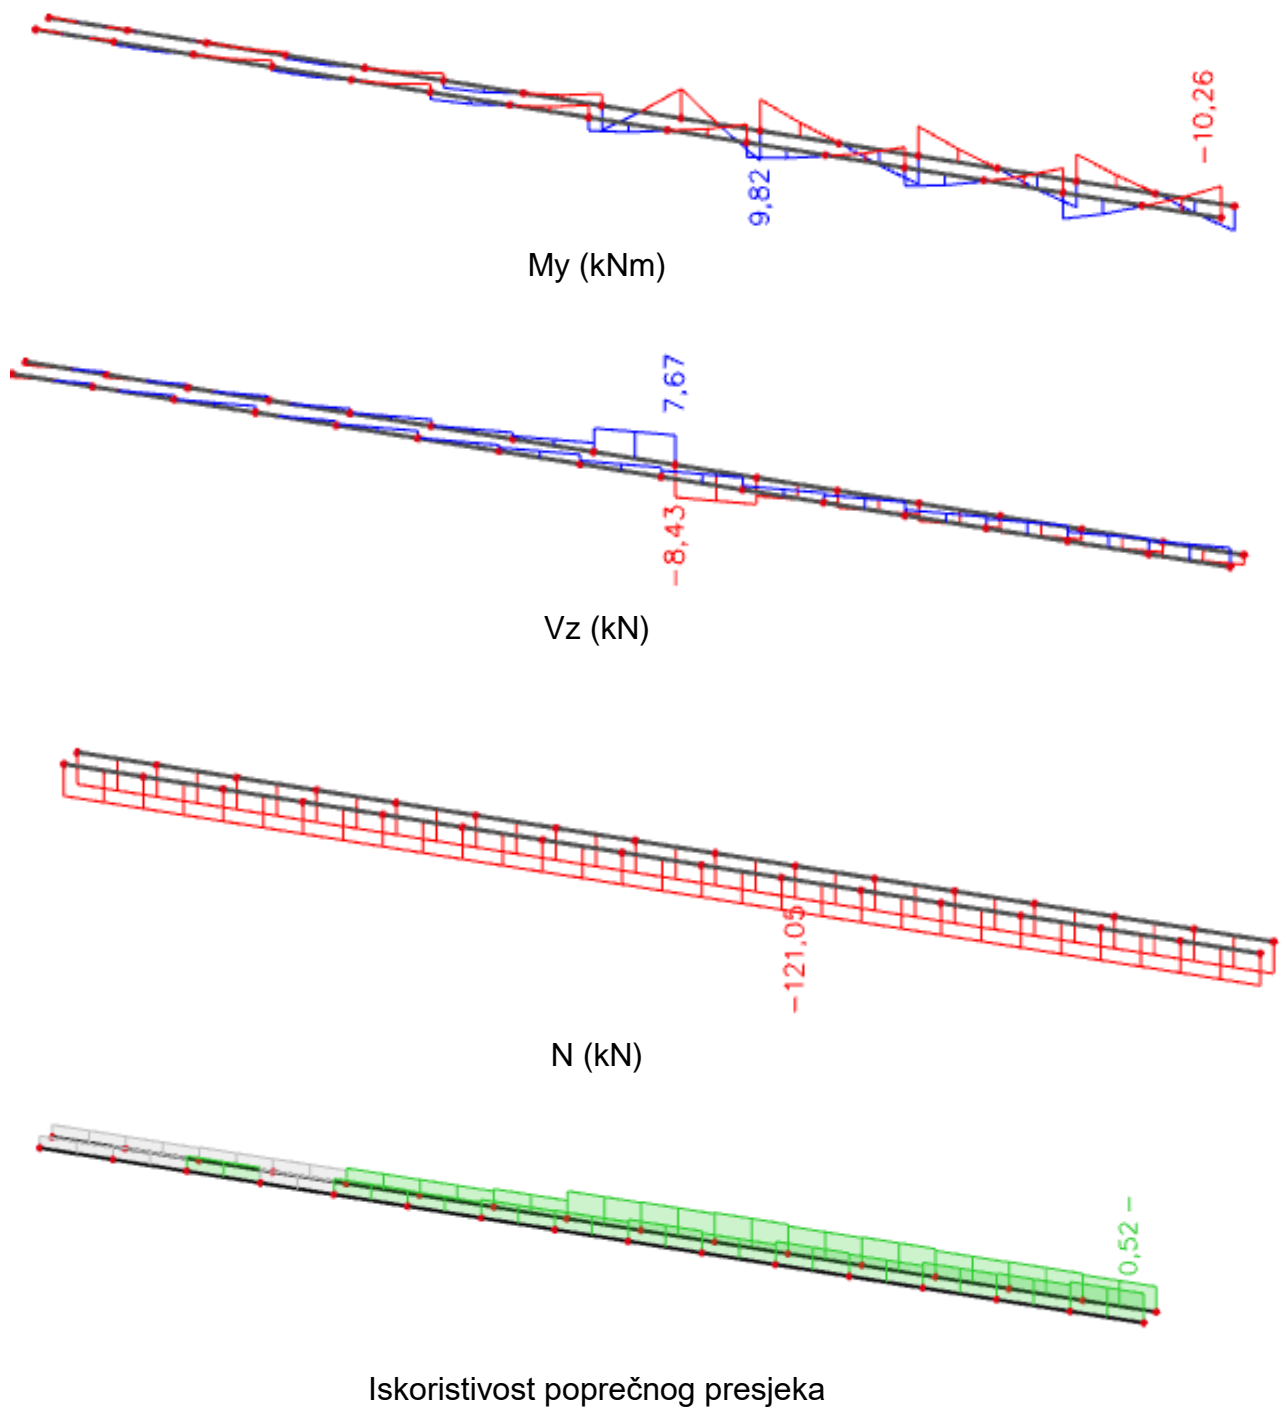 −10,26
9,82
My (kNm)
7,67
−8,43
Vz (kN)
−121,05
N (kN)
0,52 −
Iskoristivost poprečnog presjeka